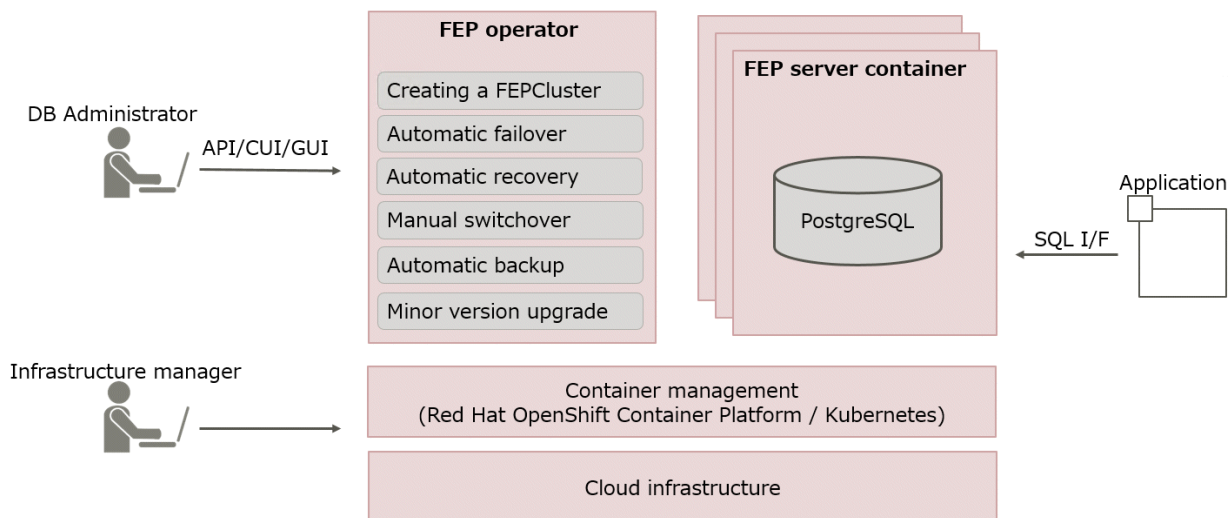 FEP operator
Creating a FEPCluster
Automatic failover
Automatic recovery
Manual switchover
Automatic backup
Minor version upgrade
FEP server container
PostgreSQL
DB Administrator
API/CUI/GUI
Application
SQL I/F
Infrastructure manager
Container management
(Red Hat OpenShift Container Platform / Kubernetes)
Cloud infrastructure